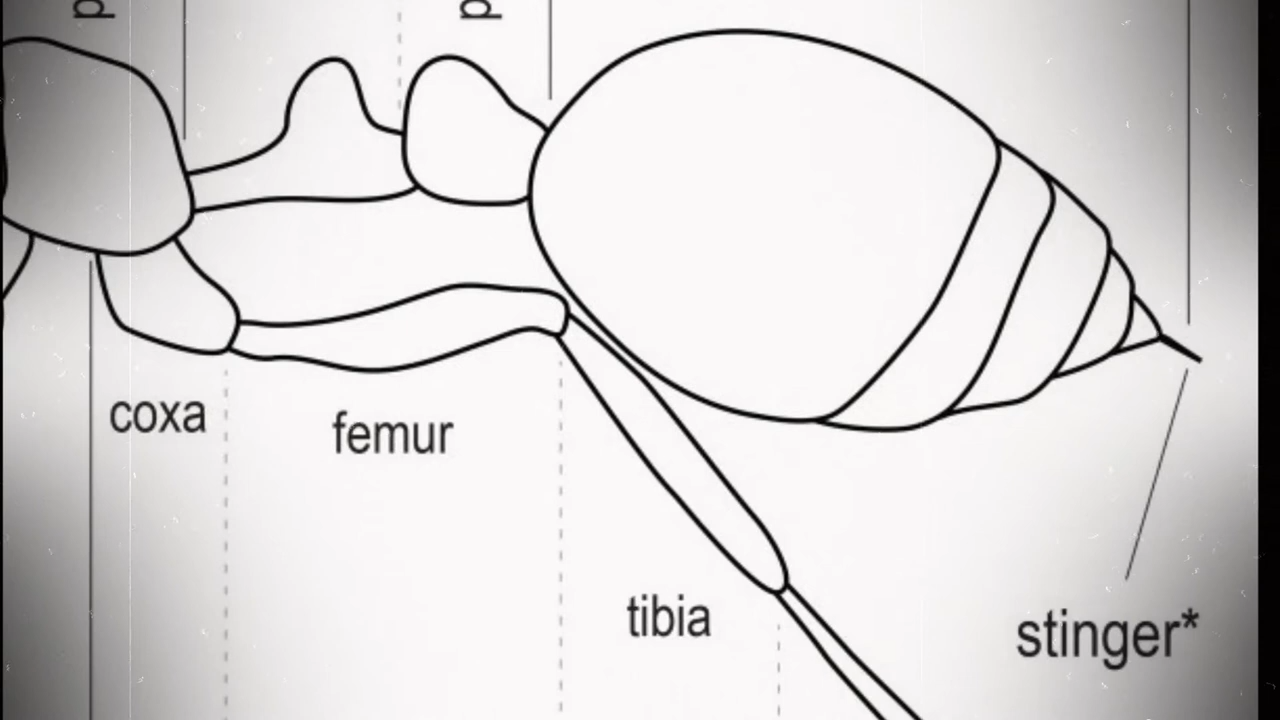 p
p
coxa
femur
tibia
stinger*